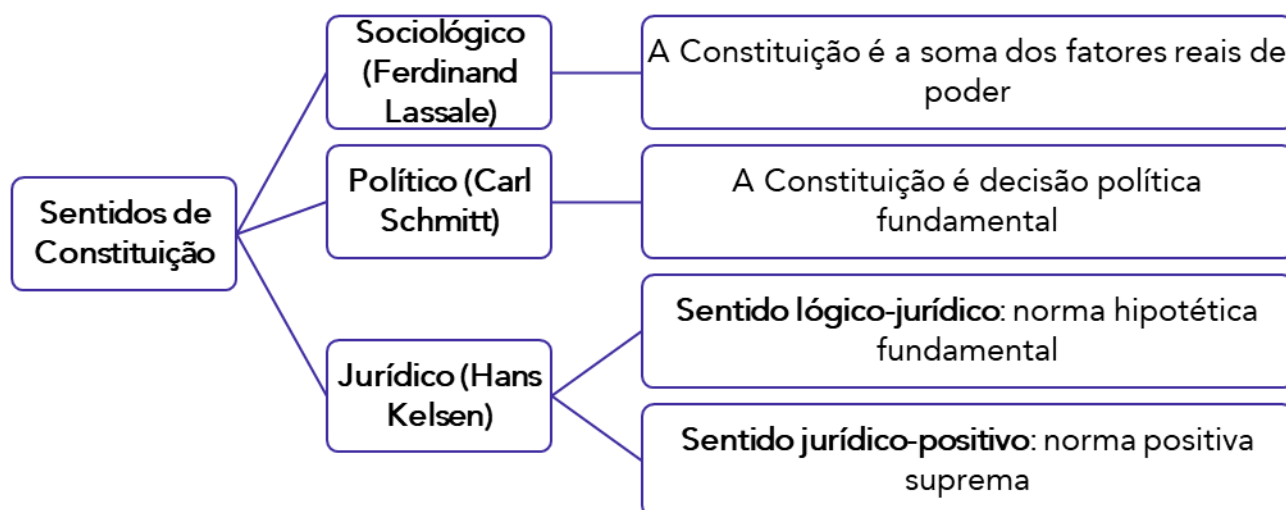 Sentidos de
Constituição
Sociológico
(Ferdinand
Lassale)
A Constituição é a soma dos fatores reais de
poder
Político (Carl
Schmitt)
A Constituição é decisão política
fundamental
Jurídico (Hans
Kelsen)
Sentido lógico-jurídico: norma hipotética
fundamental
Sentido jurídico-positivo: norma positiva
suprema